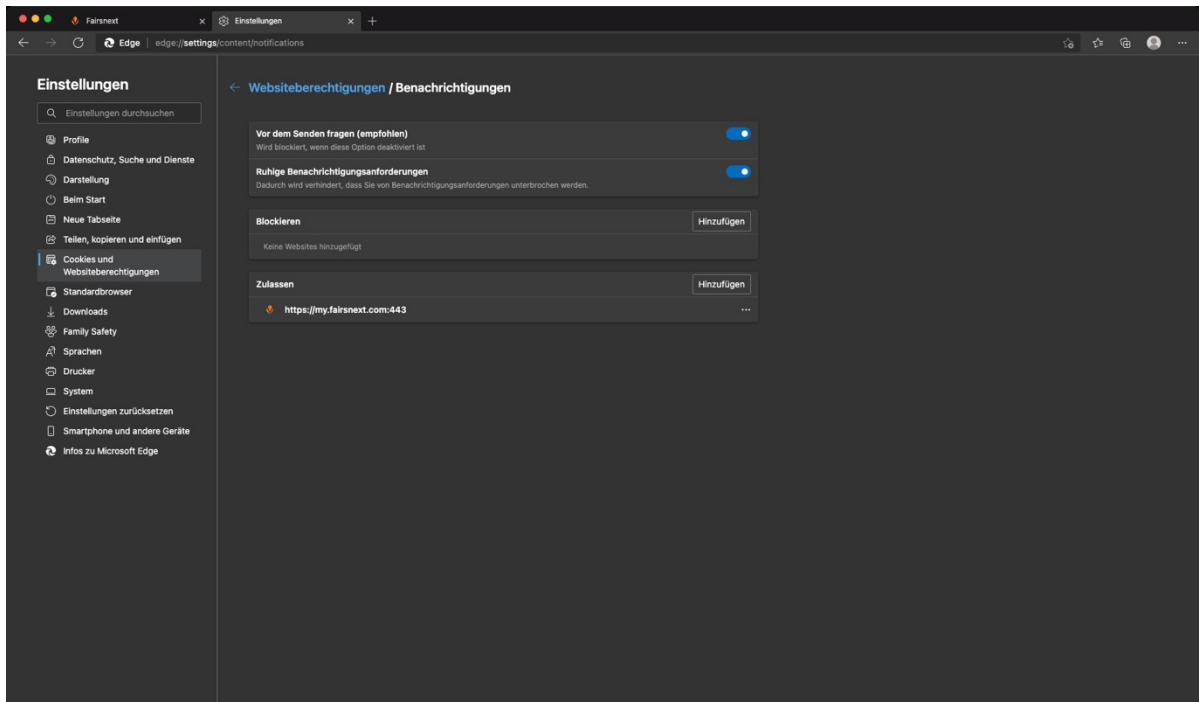 Fairsnext
Einstellungen
Edge
edge://settings/content/notifications
Einstellungen
Einstellungen durchsuchen
Profile
Datenschutz, Suche und Dienste
Darstellung
Beim Start
Neue Tabseite
Teilen, kopieren und einfügen
Cookies und
Websiteberechtigungen
Standardbrowser
Downloads
Family Safety
Sprachen
Drucker
System
Einstellungen zurücksetzen
Smartphone und andere Geräte
Infos zu Microsoft Edge
Websiteberechtigungen / Benachrichtigungen
Vor dem Senden fragen (empfohlen)
Wird blockiert, wenn diese Option deaktiviert ist
Ruhige Benachrichtigungsanforderungen
Dadurch wird verhindert, dass Sie von Benachrichtigungsanforderungen unterbrochen werden.
Blockieren
Hinzufügen
Keine Websites hinzugefügt
Zulassen
Hinzufügen
https://my.fairsnext.com:443